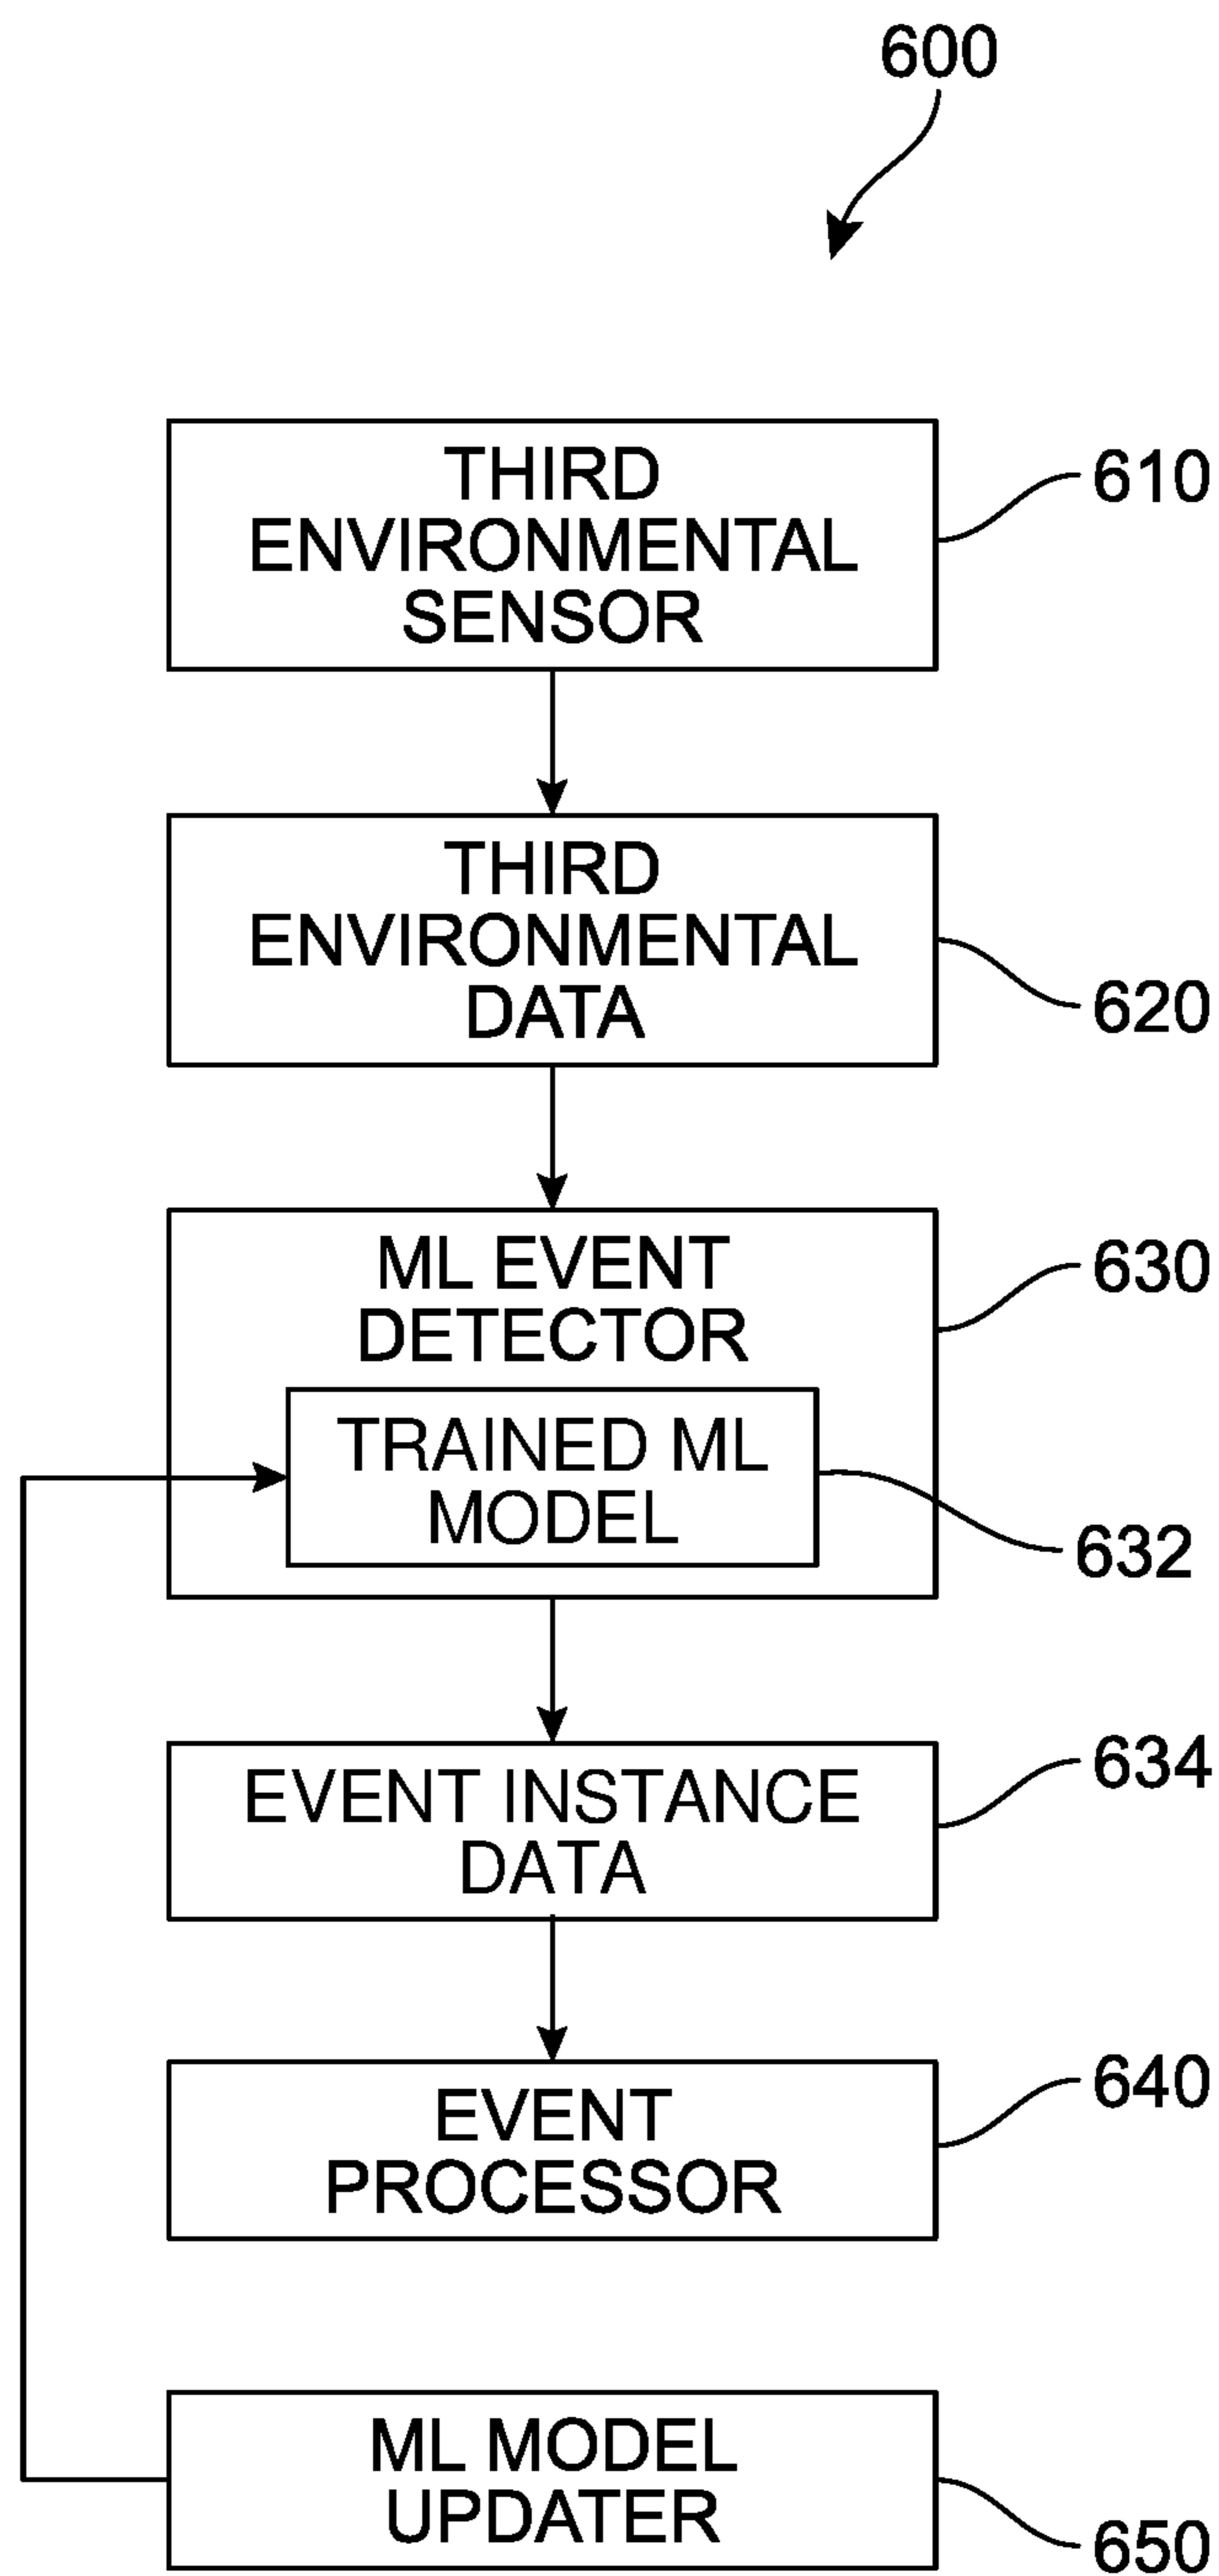 600
THIRD
ENVIRONMENTAL
SENSOR
610
THIRD
ENVIRONMENTAL
DATA
620
ML EVENT
DETECTOR
630
TRAINED ML
MODEL
632
EVENT INSTANCE
DATA
634
EVENT
PROCESSOR
640
ML MODEL
UPDATER
650